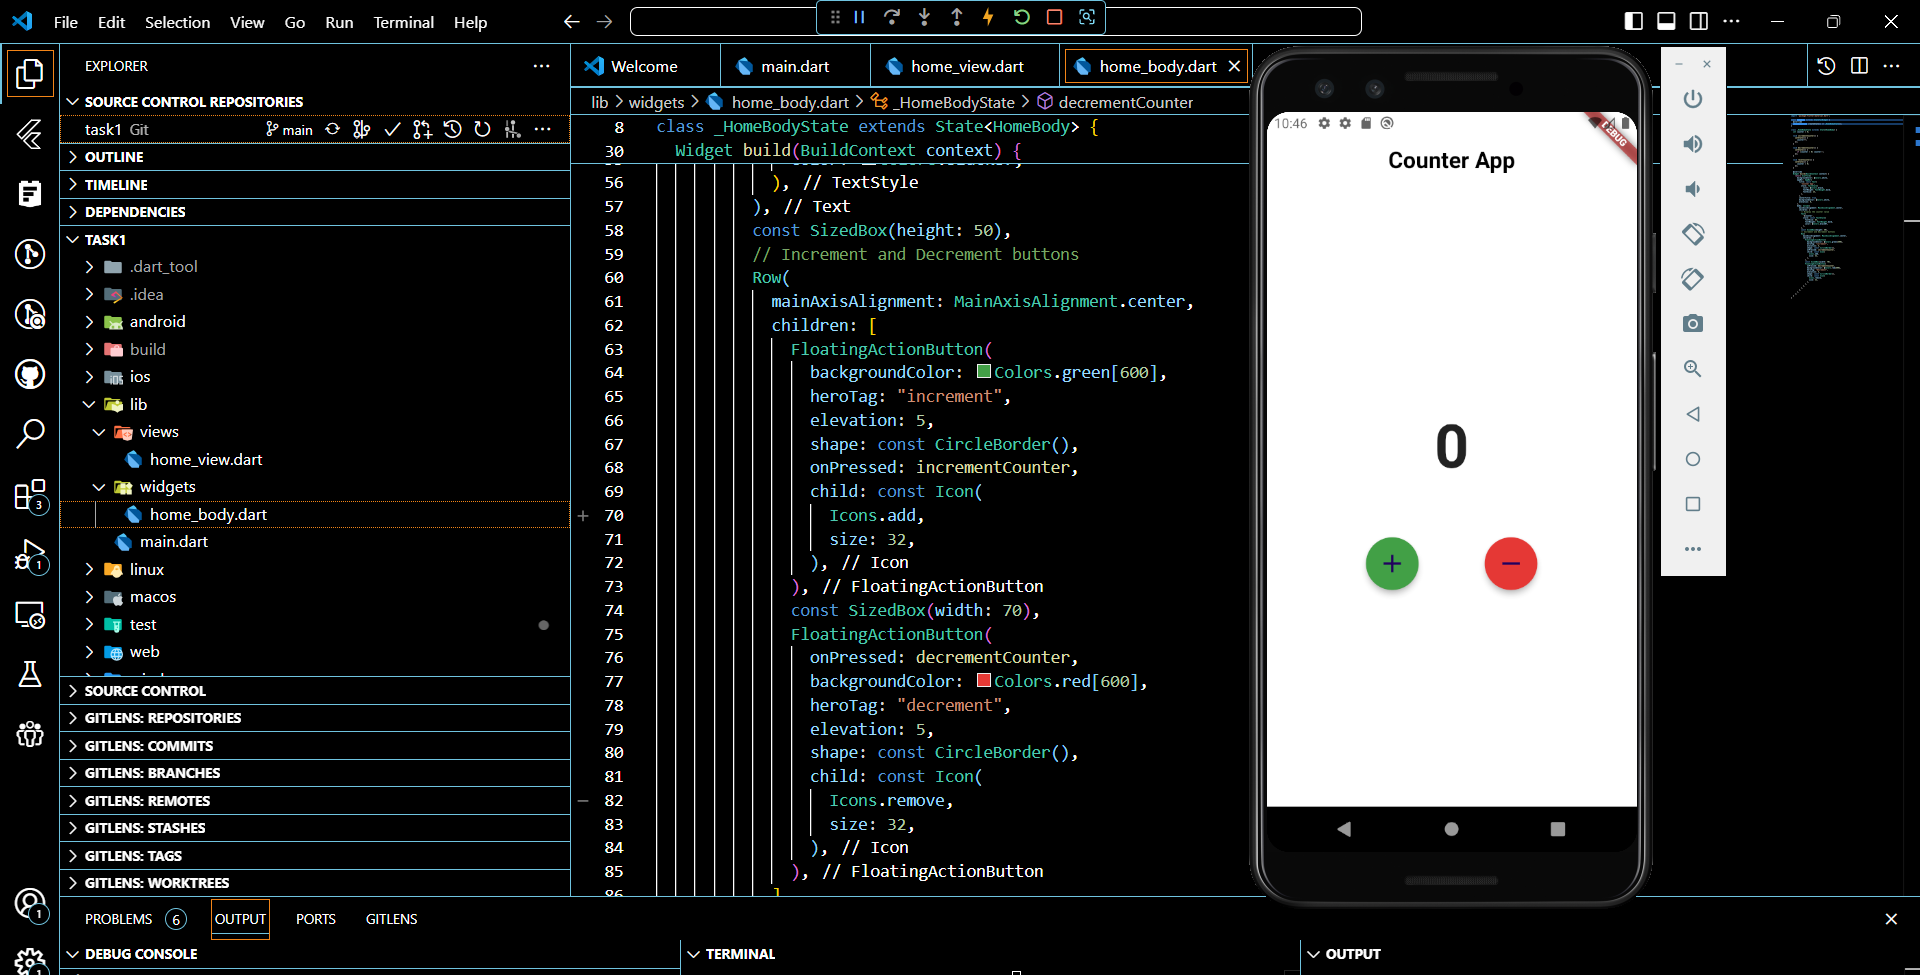 File Edit Selection View Go Run Terminal Help
EXPLORER
SOURCE CONTROL REPOSITORIES
task1 Git main
OUTLINE
TIMELINE
DEPENDENCIES
TASK1
.dart_tool
.idea
android
build
ios
lib
views
home_view.dart
widgets
home_body.dart
main.dart
linux
macos
test
web
SOURCE CONTROL
GITLENS: REPOSITORIES
GITLENS: COMMITS
GITLENS: BRANCHES
GITLENS: REMOTES
GITLENS: STASHES
GITLENS: TAGS
GITLENS: WORKTREES
3
1
1
1
Welcome main.dart home_view.dart home_body.dart
lib > widgets > home_body.dart > _HomeBodyState > decrementCounter
8 class _HomeBodyState extends State<HomeBody> {
30 Widget build(BuildContext context) {
56 ), // TextStyle
57 ), // Text
58 const SizedBox(height: 50),
59 // Increment and Decrement buttons
60 Row(
61 mainAxisAlignment: MainAxisAlignment.center,
62 children: [
63 FloatingActionButton(
64 backgroundColor: Colors.green[600],
65 heroTag: "increment",
66 elevation: 5,
67 shape: const CircleBorder(),
68 onPressed: incrementCounter,
69 child: const Icon(
70 Icons.add,
71 size: 32,
72 ), // Icon
73 ), // FloatingActionButton
74 const SizedBox(width: 70),
75 FloatingActionButton(
76 onPressed: decrementCounter,
77 backgroundColor: Colors.red[600],
78 heroTag: "decrement",
79 elevation: 5,
80 shape: const CircleBorder(),
81 child: const Icon(
82 Icons.remove,
83 size: 32,
84 ), // Icon
85 ), // FloatingActionButton
86 ]
10:46
DEBUG
Counter App
0
PROBLEMS 6 OUTPUT PORTS GITLENS
DEBUG CONSOLE
TERMINAL
OUTPUT